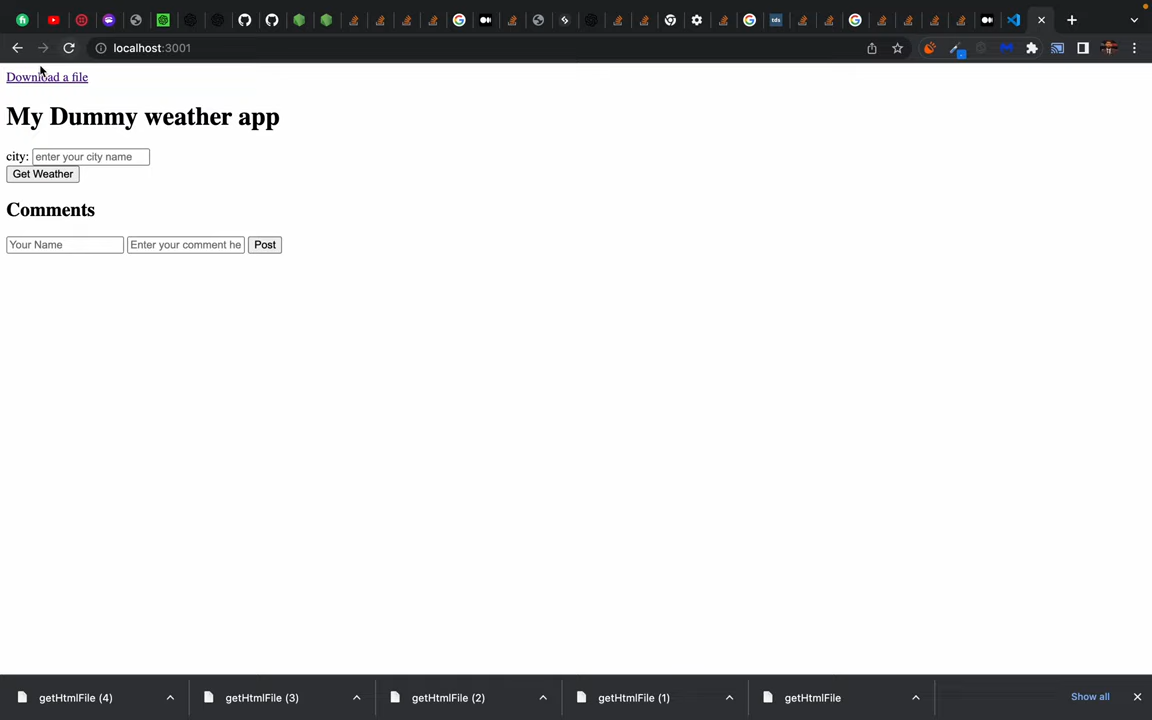 localhost:3001
Download a file
My Dummy weather app
city: enter your city name
Get Weather
Comments
Your Name Enter your comment he Post
getHtmlFile (4) getHtmlFile (3) getHtmlFile (2) getHtmlFile (1) getHtmlFile Show all